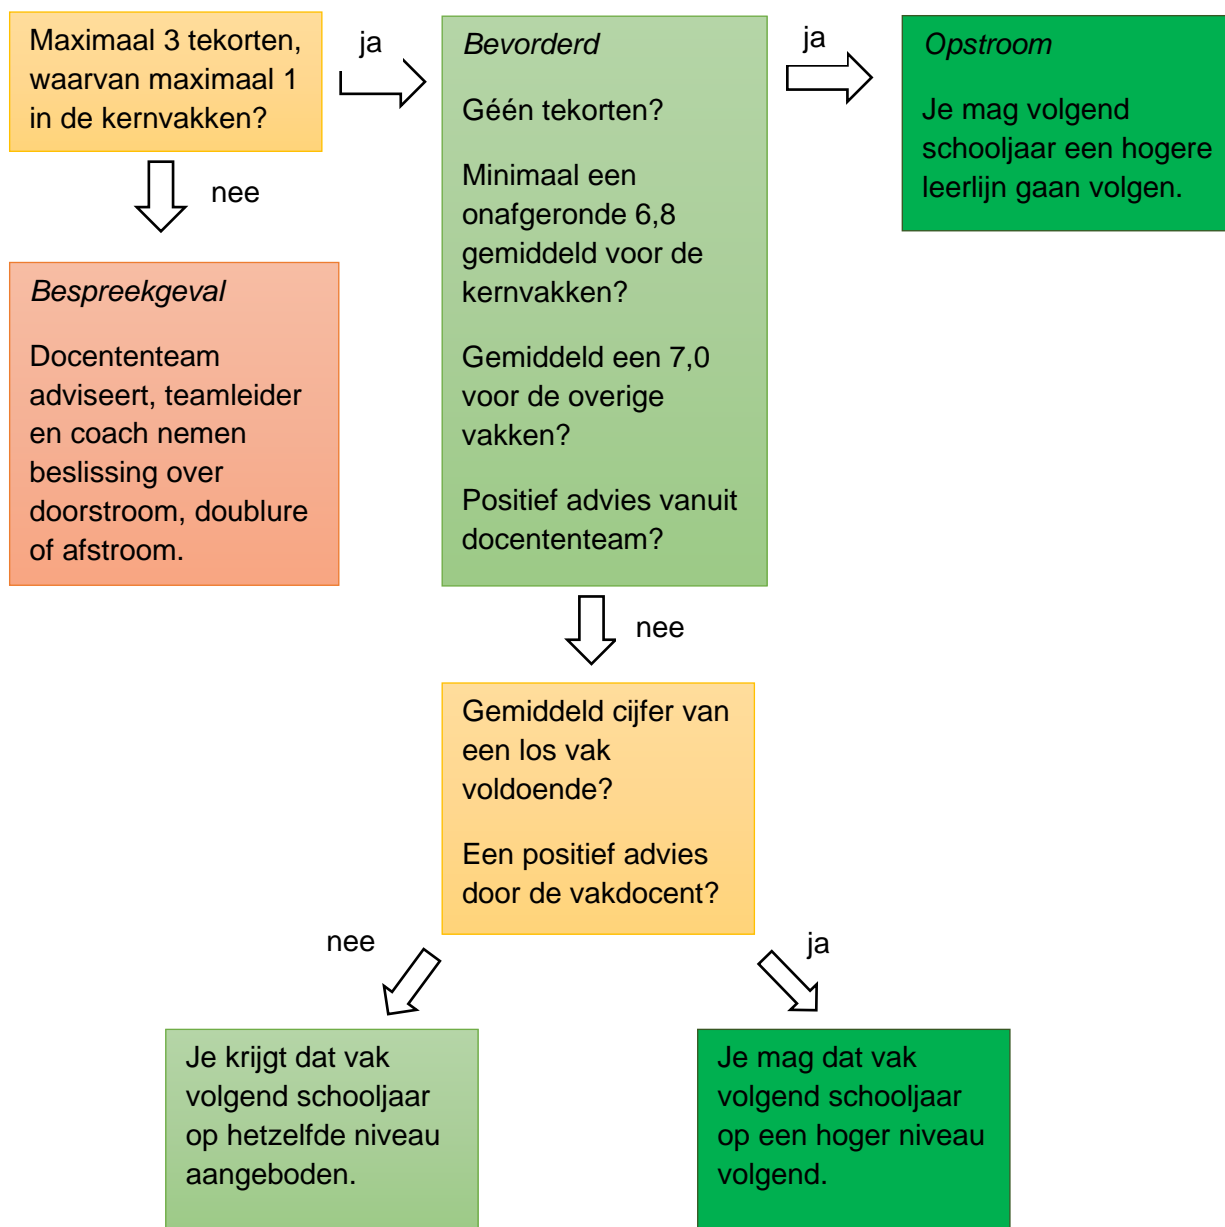 Maximaal 3 tekorten,
waarvan maximaal 1
in de kernvakken?
ja
nee
Bespreekgeval
Docententeam
adviseert, teamleider
en coach nemen
beslissing over
doorstroom, doublure
of afstroom.
Bevorderd
Géén tekorten?
Minimaal een
onafgeronde 6,8
gemiddeld voor de
kernvakken?
Gemiddeld een 7,0
voor de overige
vakken?
Positief advies vanuit
docententeam?
ja
Opstroom
Je mag volgend
schooljaar een hogere
leerlijn gaan volgen.
nee
Gemiddeld cijfer van
een los vak
voldoende?
Een positief advies
door de vakdocent?
nee
ja
Je krijgt dat vak
volgend schooljaar
op hetzelfde niveau
aangeboden.
Je mag dat vak
volgend schooljaar
op een hoger niveau
volgend.